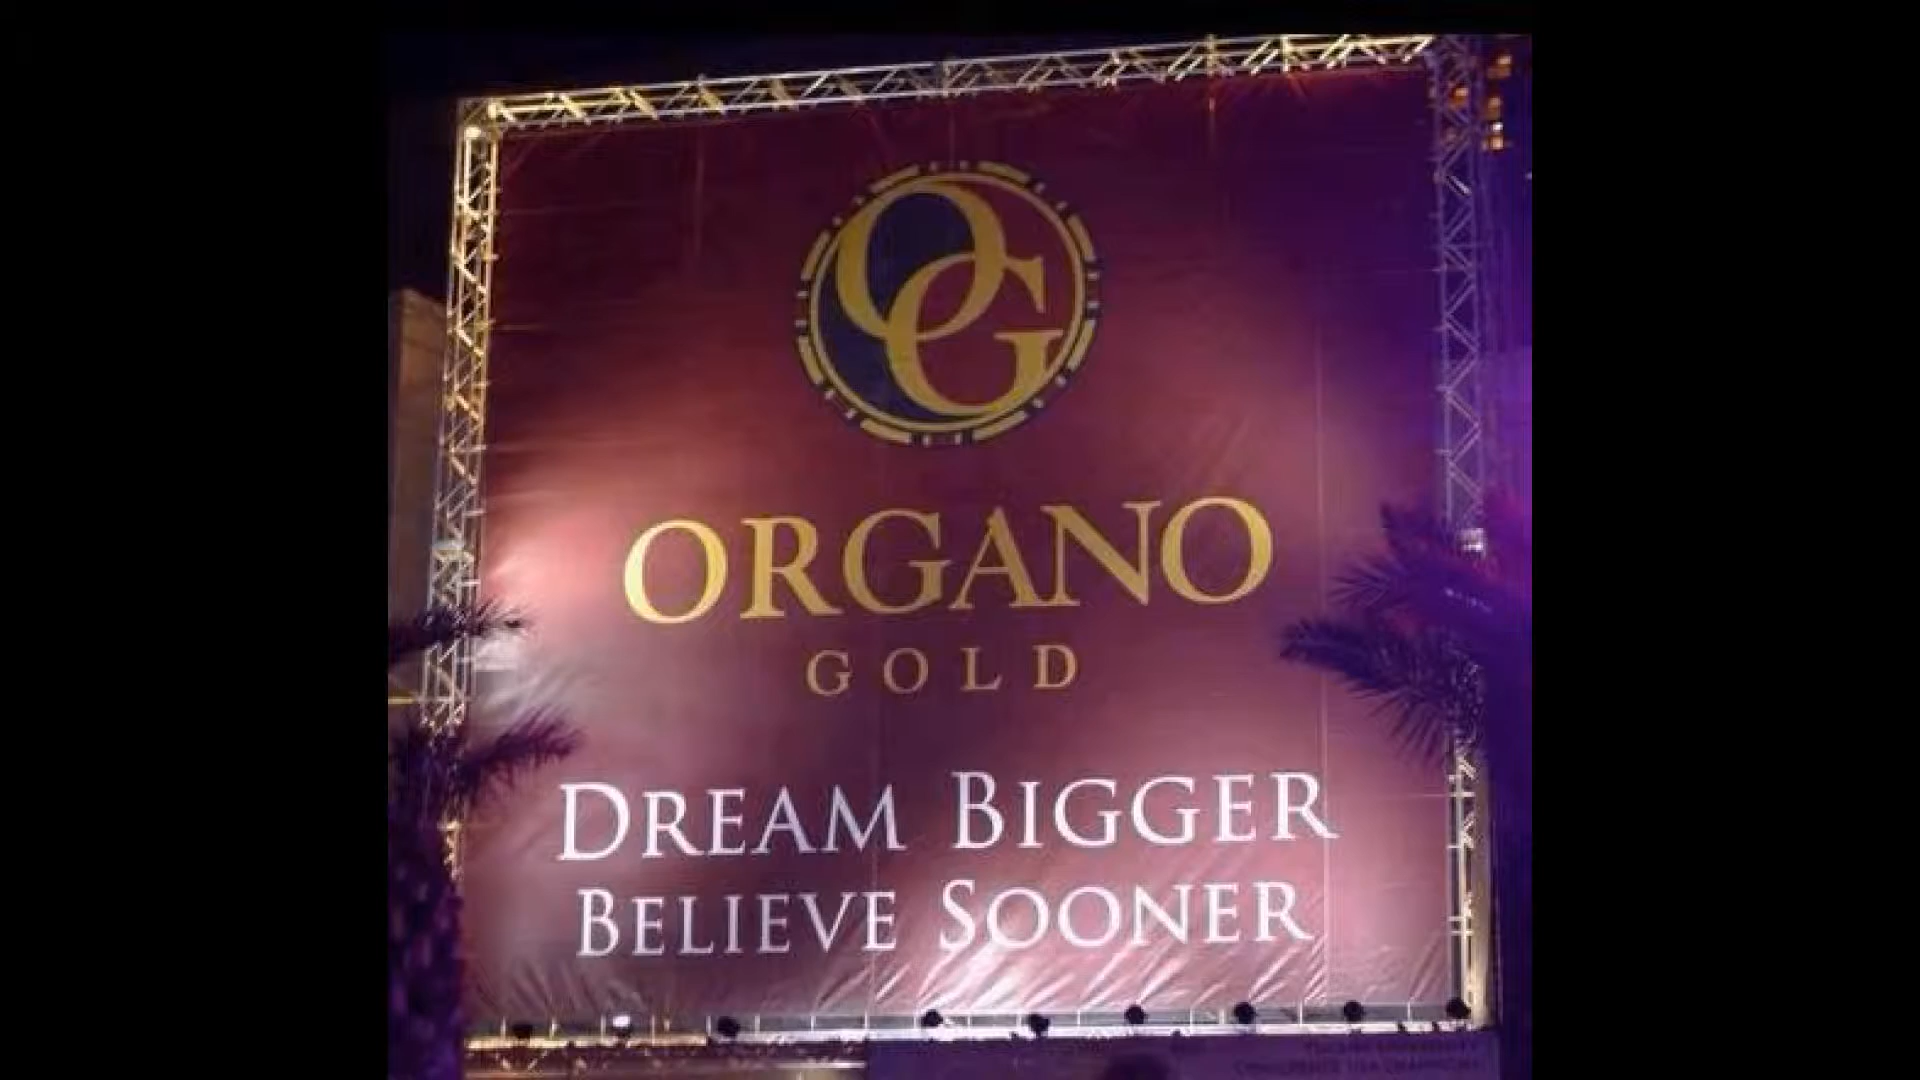 OG
ORGANO
GOLD
DREAM BIGGER
BELIEVE SOONER